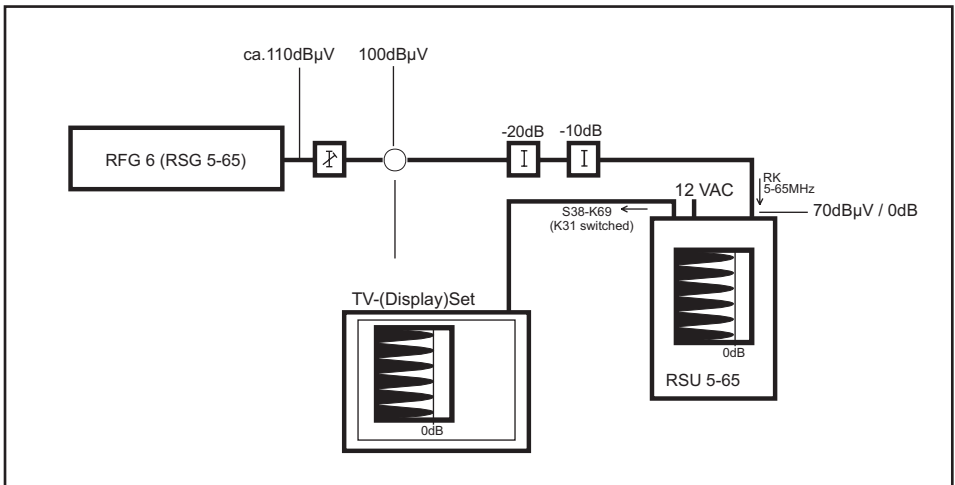 ca.110dBµV 100dBµV
-20dB -10dB
RFG 6 (RSG 5-65)
I
I
I
RK
5-65MHz
12 VAC
S38-K69
(K31 switched)
70dBµV / 0dB
TV-(Display)Set
0dB
RSU 5-65
0dB